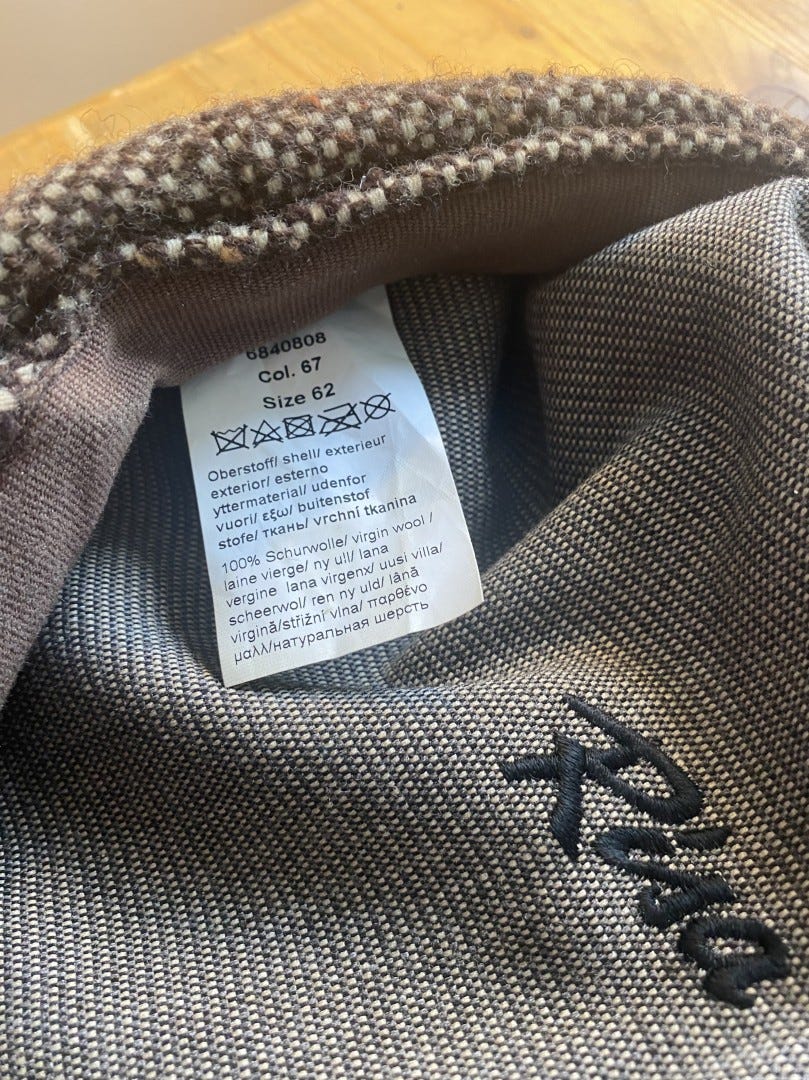 6840808
Col. 67
Size 62
Oberstoff/ shell/ exterieur
exterior/ esterno
yttermaterial/ udenfor
vuori/ εξω/ buitenstof
stofe/ ткань/ vrchní tkanina
100% Schurwolle/ virgin wool /
laine vierge/ ny ull/ lana
vergine lana virgenx/ uusi villa/
scheerwol/ ren ny uld/ lână
virgină/střižní vlna/ παρθένο
μαλλ/натуральная шерсть